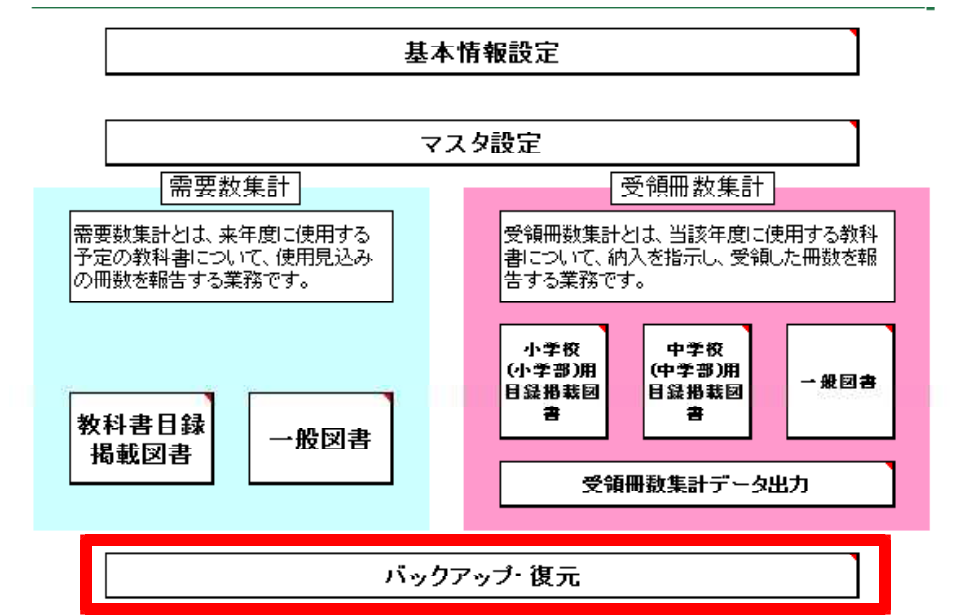 基本情報設定
マスタ設定
需要数集計
需要数集計とは、来年度に使用する
予定の教科書について、使用見込み
の冊数を報告する業務です。
教科書目録
掲載図書
一般図書
受領冊数集計
受領冊数集計とは、当該年度に使用する教科
書について、納入を指示し、受領した冊数を報
告する業務です。
小学校
(小学部)用
目録掲載図
書
中学校
(中学部)用
目録掲載図
書
一般図書
受領冊数集計データ出力
バックアップ・復元